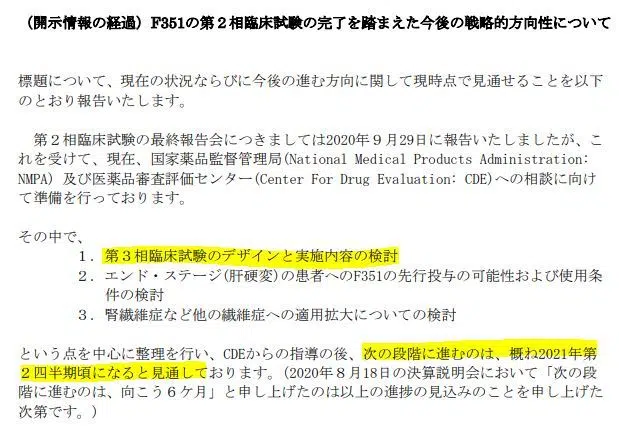 (開示情報の経過) F351の第2相臨床試験の完了を踏まえた今後の戦略的方向性について
標題について、現在の状況ならびに今後の進む方向に関して現時点で見通せることを以下
のとおり報告いたします。
第2相臨床試験の最終報告会につきましては2020年9月29日に報告いたしましたが、こ
れを受けて、現在、国家薬品監督管理局(National Medical Products Administration:
NMPA) 及び医薬品審査評価センター(Center For Drug Evaluation: CDE)への相談に向け
て準備を行っております。
その中で、
1. 第3相臨床試験のデザインと実施内容の検討
2. エンド・ステージ(肝硬変)の患者へのF351の先行投与の可能性および使用条
件の検討
3. 腎繊維症など他の繊維症への適用拡大についての検討
という点を中心に整理を行い、CDEからの指導の後、次の段階に進むのは、概ね2021年第
2四半期頃になると見通しております。(2020年8月18日の決算説明会において「次の段
階に進むのは、向こう6ケ月」と申し上げたのは以上の進捗の見込みのことを申し上げた
次第です。)